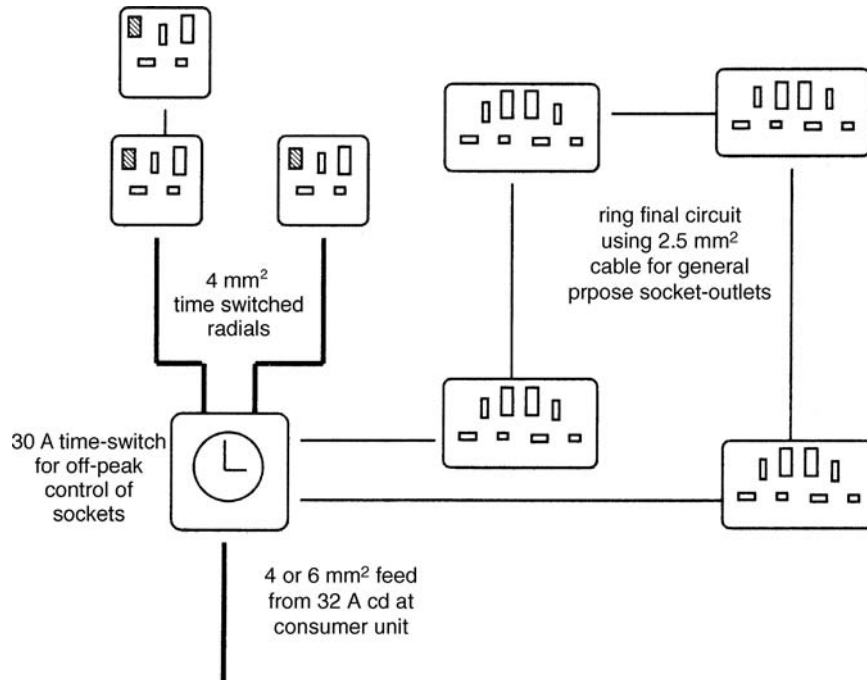 4 mm²
time switched
radials
ring final circuit
using 2.5 mm²
cable for general
prpose socket-outlets
30 A time-switch
for off-peak
control of
sockets
4 or 6 mm² feed
from 32 A cd at
consumer unit